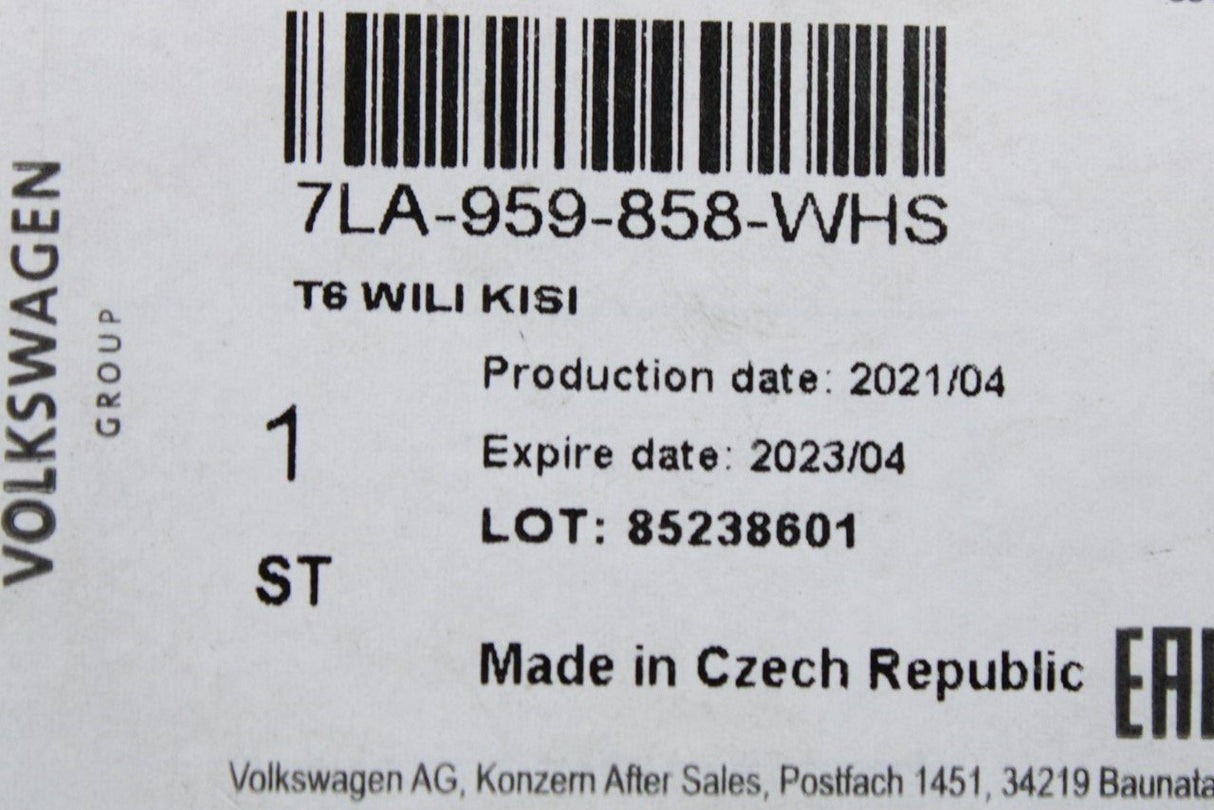 VOLKSWAGEN
GROUP
7LA-959-858-WHS
T6 WILI KISI
Production date: 2021/04
1
Expire date: 2023/04
LOT: 85238601
ST
Made in Czech Republic
Volkswagen AG, Konzern After Sales, Postfach 1451, 34219 Baunata